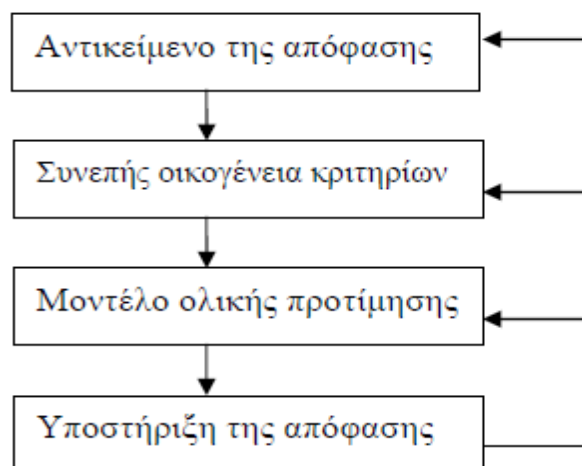 Αντικείμενο της απόφασης
Συνεπής οικογένεια κριτηρίων
Μοντέλο ολικής προτίμησης
Υποστήριξη της απόφασης